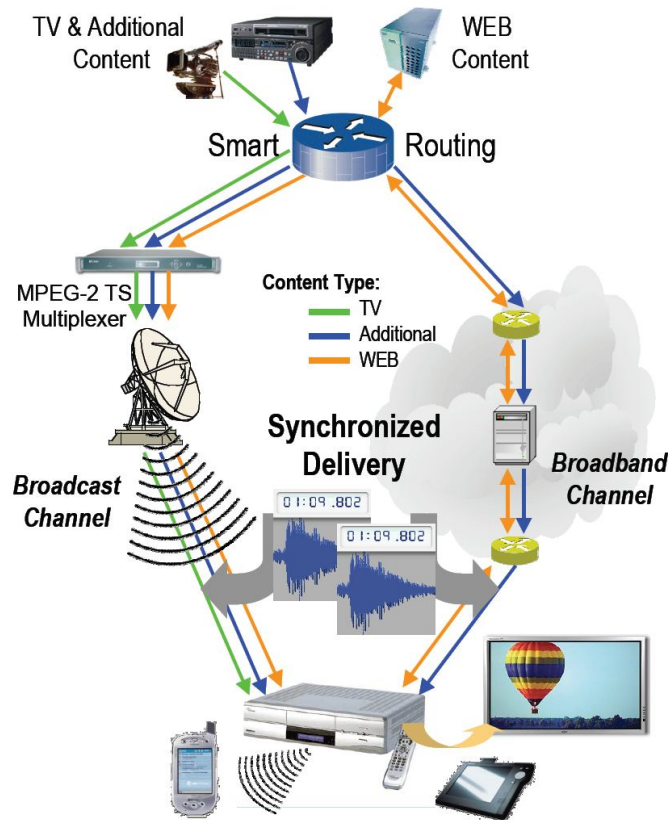 TV & Additional
Content
WEB
Content
Smart
Routing
MPEG-2 TS
Multiplexer
Content Type:
TV
Additional
WEB
Synchronized
Delivery
Broadcast
Channel
Broadband
Channel
01:09.802
01:09.802